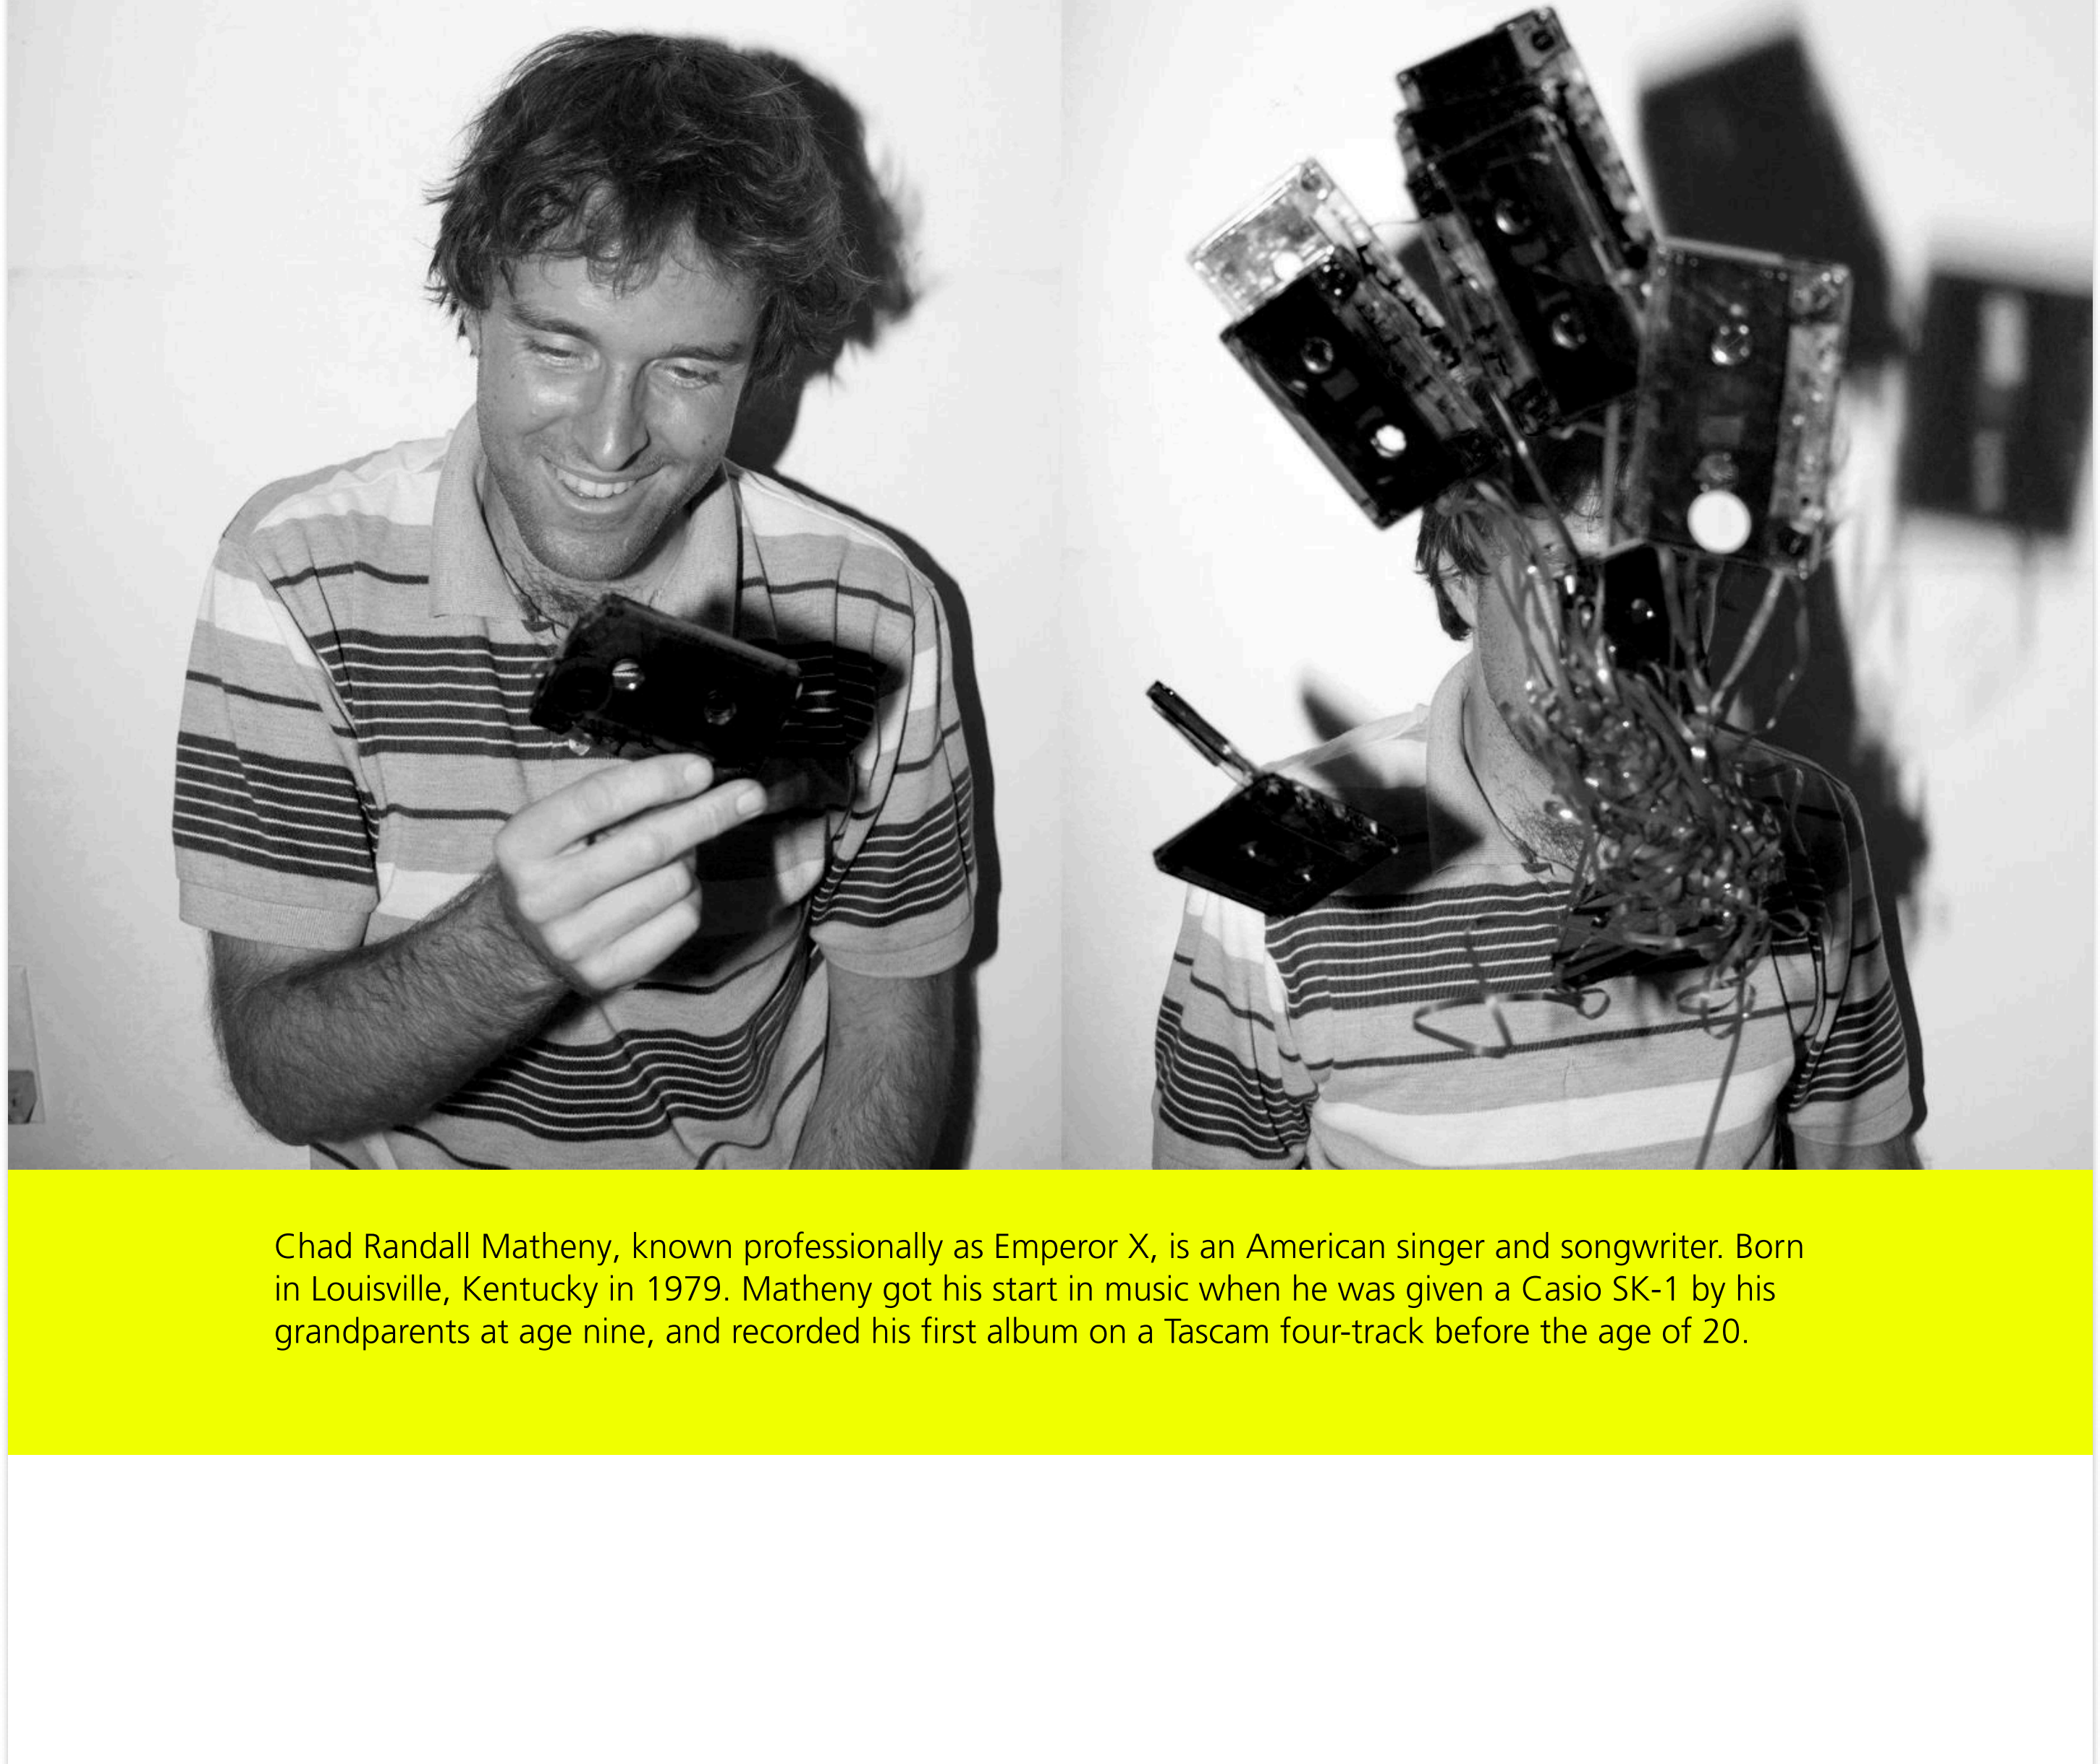 Chad Randall Matheny, known professionally as Emperor X, is an American singer and songwriter. Born
in Louisville, Kentucky in 1979. Matheny got his start in music when he was given a Casio SK-1 by his
grandparents at age nine, and recorded his first album on a Tascam four-track before the age of 20.